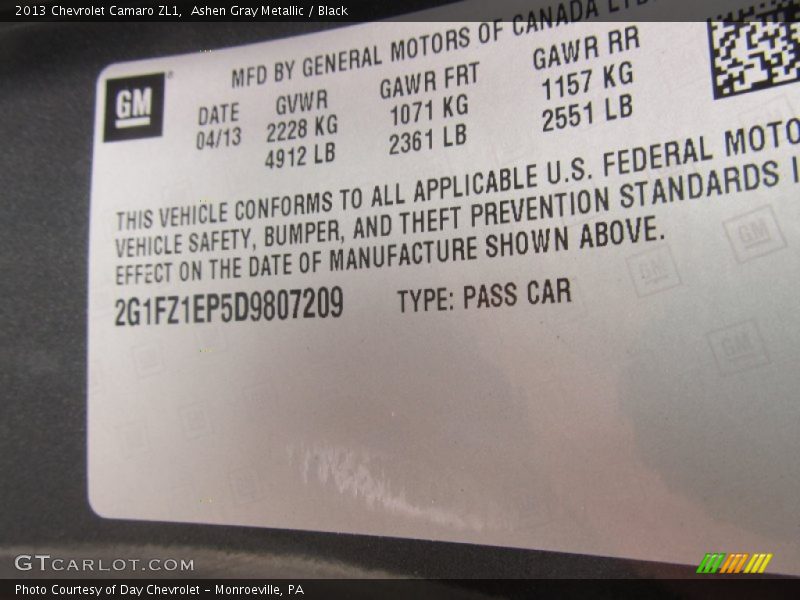 2013 Chevrolet Camaro ZL1, Ashen Gray Metallic / Black
MFD BY GENERAL MOTORS OF CANADA LTD.
GM
DATE GVWR GAWR FRT GAWR RR
04/13 2228 KG 1071 KG 1157 KG
4912 LB 2361 LB 2551 LB
THIS VEHICLE CONFORMS TO ALL APPLICABLE U.S. FEDERAL MOTO
VEHICLE SAFETY, BUMPER, AND THEFT PREVENTION STANDARDS I
EFFECT ON THE DATE OF MANUFACTURE SHOWN ABOVE.
2G1FZ1EP5D9807209 TYPE: PASS CAR
GTCARLOT.COM
Photo Courtesy of Day Chevrolet - Monroeville, PA